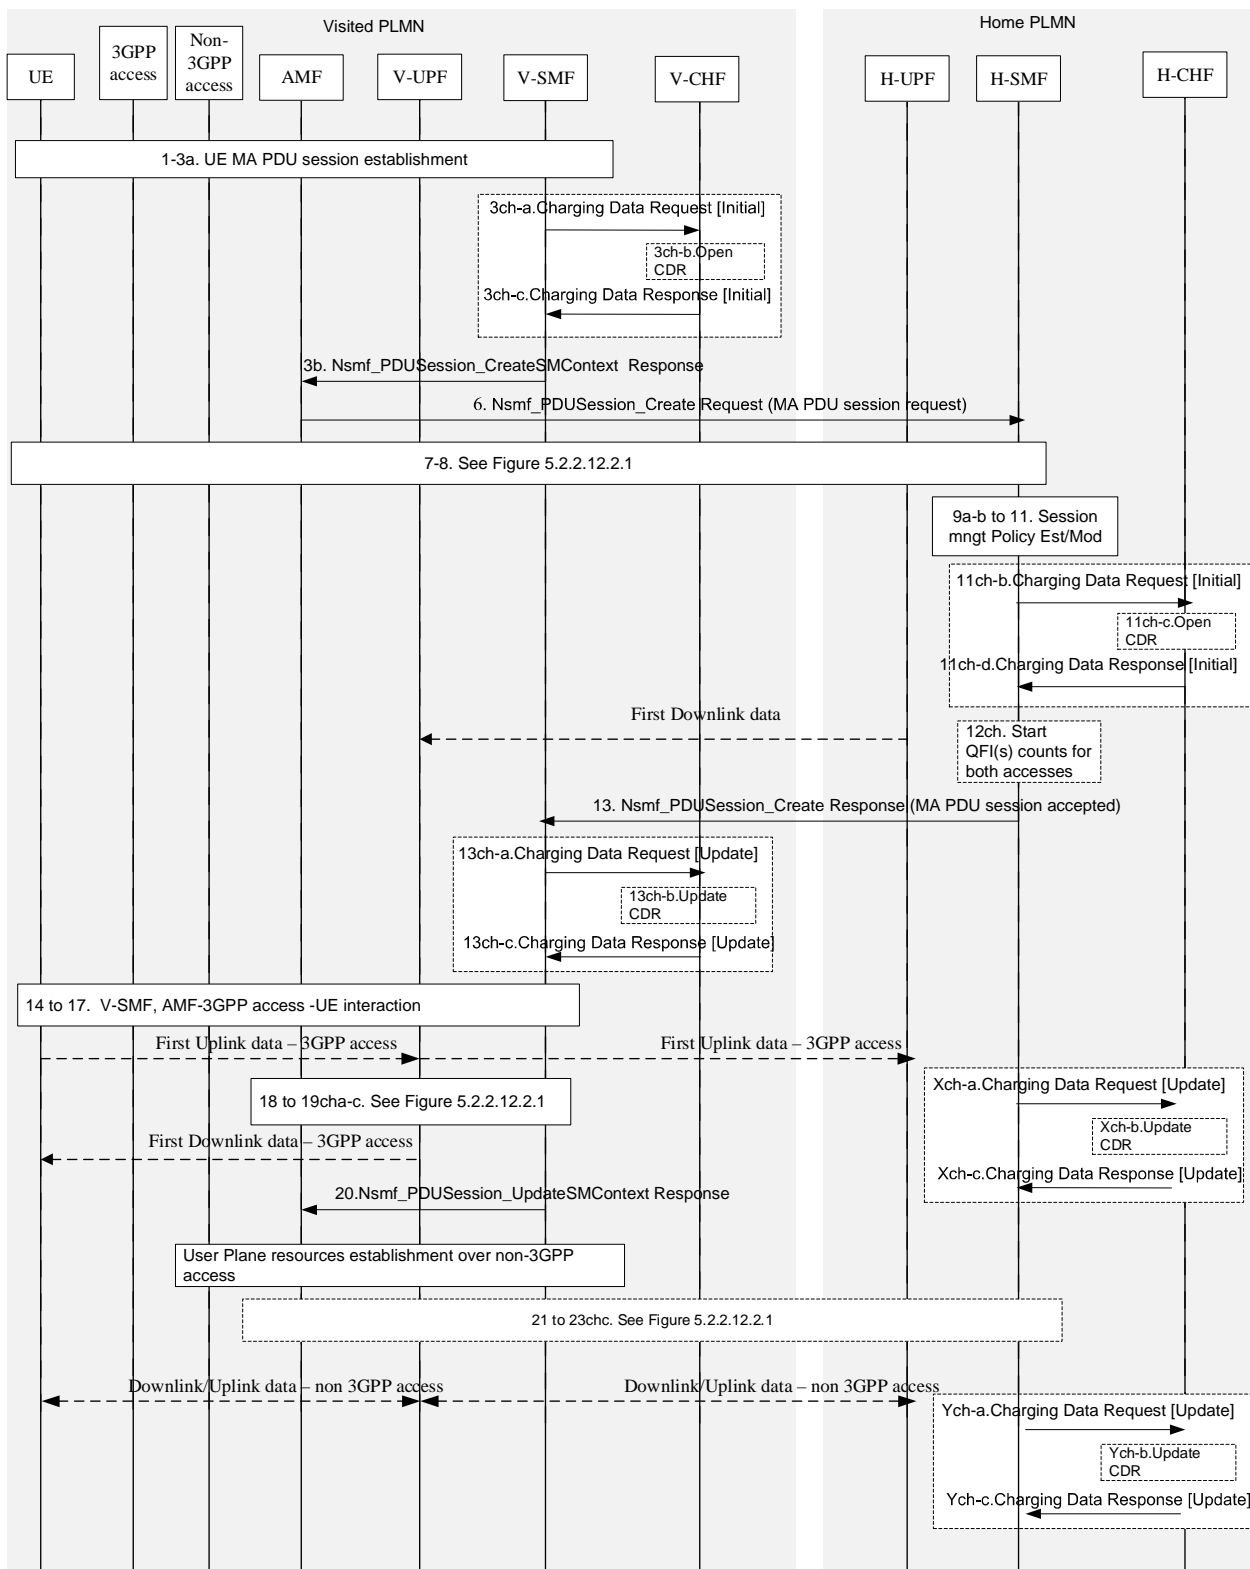 Visited PLMN
Home PLMN
UE
3GPP
access
Non-
3GPP
access
AMF
V-UPF
V-SMF
V-CHF
H-UPF
H-SMF
H-CHF
1-3a. UE MA PDU session establishment
3ch-a.Charging Data Request [Initial]
3ch-b.Open
CDR
3ch-c.Charging Data Response [Initial]
3b. Nsmf_PDUSession_CreateSMContext  Response
6. Nsmf_PDUSession_Create Request (MA PDU session request)
7-8. See Figure 5.2.2.12.2.1
9a-b to 11. Session
mngt Policy Est/Mod
11ch-b.Charging Data Request [Initial]
11ch-c.Open
CDR
11ch-d.Charging Data Response [Initial]
First Downlink data
12ch. Start
QFI(s) counts for
both accesses
13. Nsmf_PDUSession_Create Response (MA PDU session accepted)
13ch-a.Charging Data Request [Update]
13ch-b.Update
CDR
13ch-c.Charging Data Response [Update]
14 to 17.  V-SMF, AMF-3GPP access -UE interaction
First Uplink data – 3GPP access
First Uplink data – 3GPP access
18 to 19cha-c. See Figure 5.2.2.12.2.1
Xch-a.Charging Data Request [Update]
Xch-b.Update
CDR
First Downlink data – 3GPP access
Xch-c.Charging Data Response [Update]
20.Nsmf_PDUSession_UpdateSMContext Response
User Plane resources establishment over non-3GPP
access
21 to 23chc. See Figure 5.2.2.12.2.1
Downlink/Uplink data – non 3GPP access
Downlink/Uplink data – non 3GPP access
Ych-a.Charging Data Request [Update]
Ych-b.Update
CDR
Ych-c.Charging Data Response [Update]